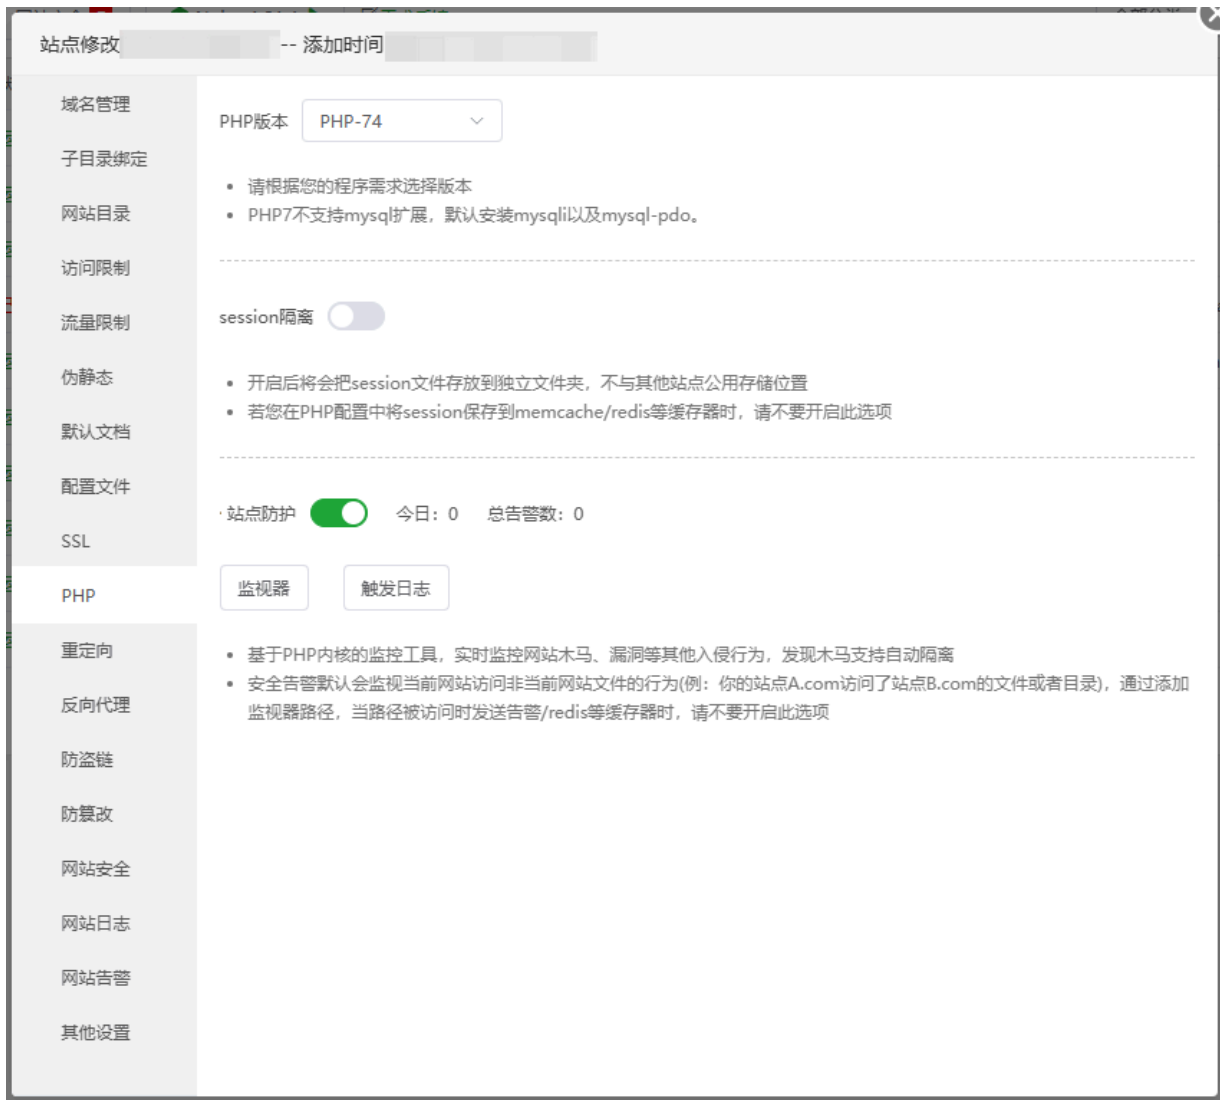 站点修改 -- 添加时间
域名管理
子目录绑定
网站目录
访问限制
流量限制
伪静态
默认文档
配置文件
SSL
PHP
重定向
反向代理
防盗链
防篡改
网站安全
网站日志
网站告警
其他设置
PHP版本 PHP-74
请根据您的程序需求选择版本
PHP7不支持mysql扩展，默认安装mysqli以及mysql-pdo。
session隔离
开启后将会把session文件存放到独立文件夹，不与其他站点公用存储位置
若您在PHP配置中将session保存到memcache/redis等缓存器时，请不要开启此选项
· 站点防护 今日：0 总告警数：0
监视器 触发日志
基于PHP内核的监控工具，实时监控网站木马、漏洞等其他入侵行为，发现木马支持自动隔离
安全告警默认会监视当前网站访问非当前网站文件的行为(例：你的站点A.com访问了站点B.com的文件或者目录)，通过添加
监视器路径，当路径被访问时发送告警/redis等缓存器时，请不要开启此选项